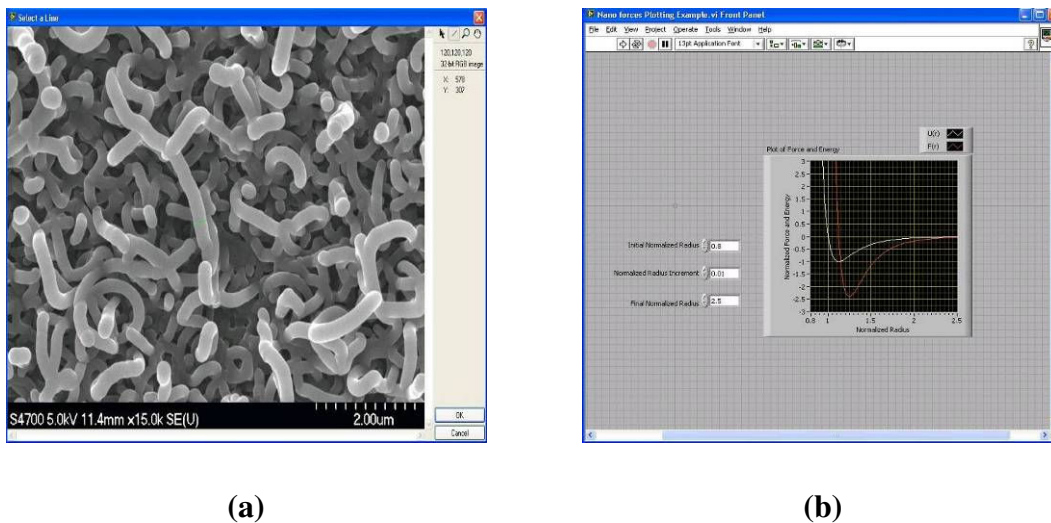 Select a Line
120,120,120
32-bit RGB image
X: 578
Y: 307
S4700 5.0kV 11.4mm x15.0k SE(U)
2.00um
OK
Cancel
(a)
Nano forces Plotting Example.vi Front Panel
File Edit View Project Operate Tools Window Help
13pt Application Font
U(r)
F(r)
Plot of Force and Energy
Normalized Force and Energy
3
2.5
2
1.5
1
0.5
0
-0.5
-1
-1.5
-2
-2.5
-3
0.8 1 1.5 2 2.5
Normalized Radius
Initial Normalized Radius 0.8
Normalized Radius Increment 0.01
Final Normalized Radius 2.5
(b)